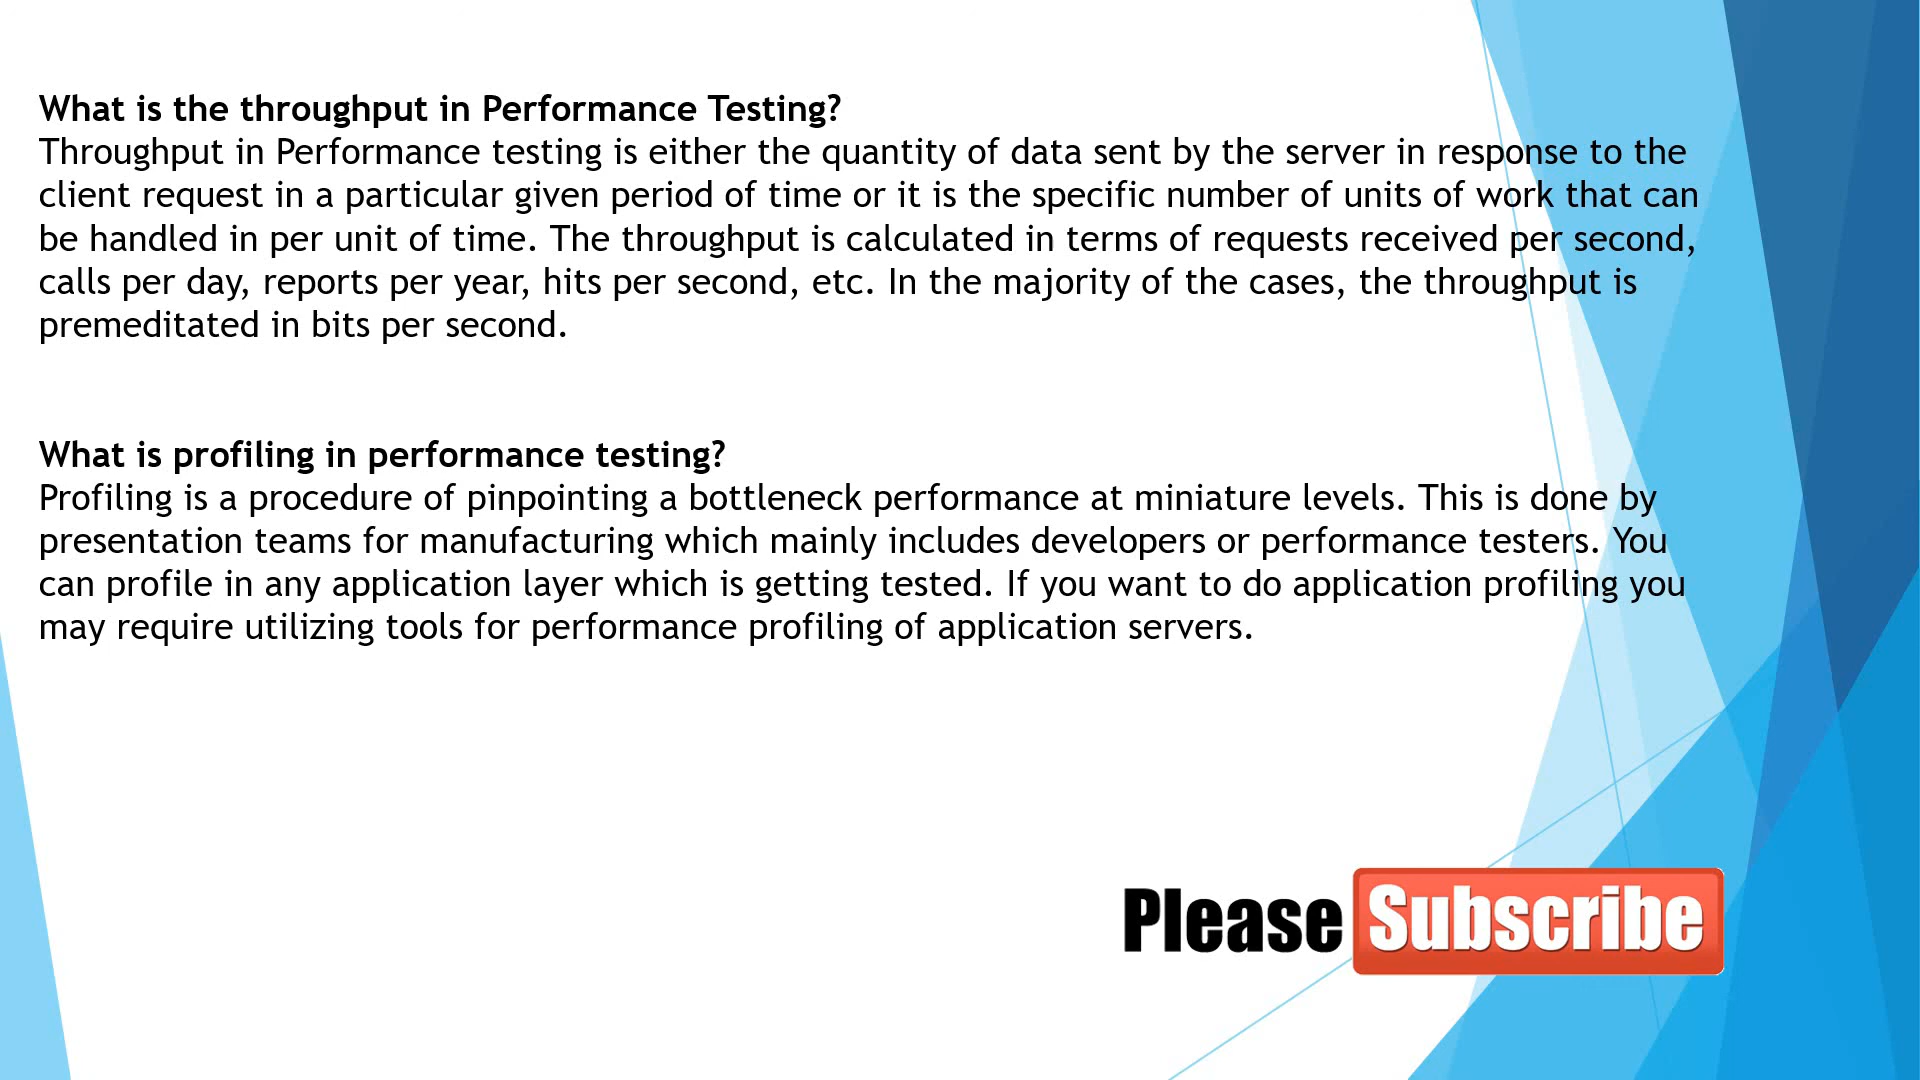 What is the throughput in Performance Testing?
Throughput in Performance testing is either the quantity of data sent by the server in response to the
client request in a particular given period of time or it is the specific number of units of work that can
be handled in per unit of time. The throughput is calculated in terms of requests received per second,
calls per day, reports per year, hits per second, etc. In the majority of the cases, the throughput is
premeditated in bits per second.
What is profiling in performance testing?
Profiling is a procedure of pinpointing a bottleneck performance at miniature levels. This is done by
presentation teams for manufacturing which mainly includes developers or performance testers. You
can profile in any application layer which is getting tested. If you want to do application profiling you
may require utilizing tools for performance profiling of application servers.
Please Subscribe